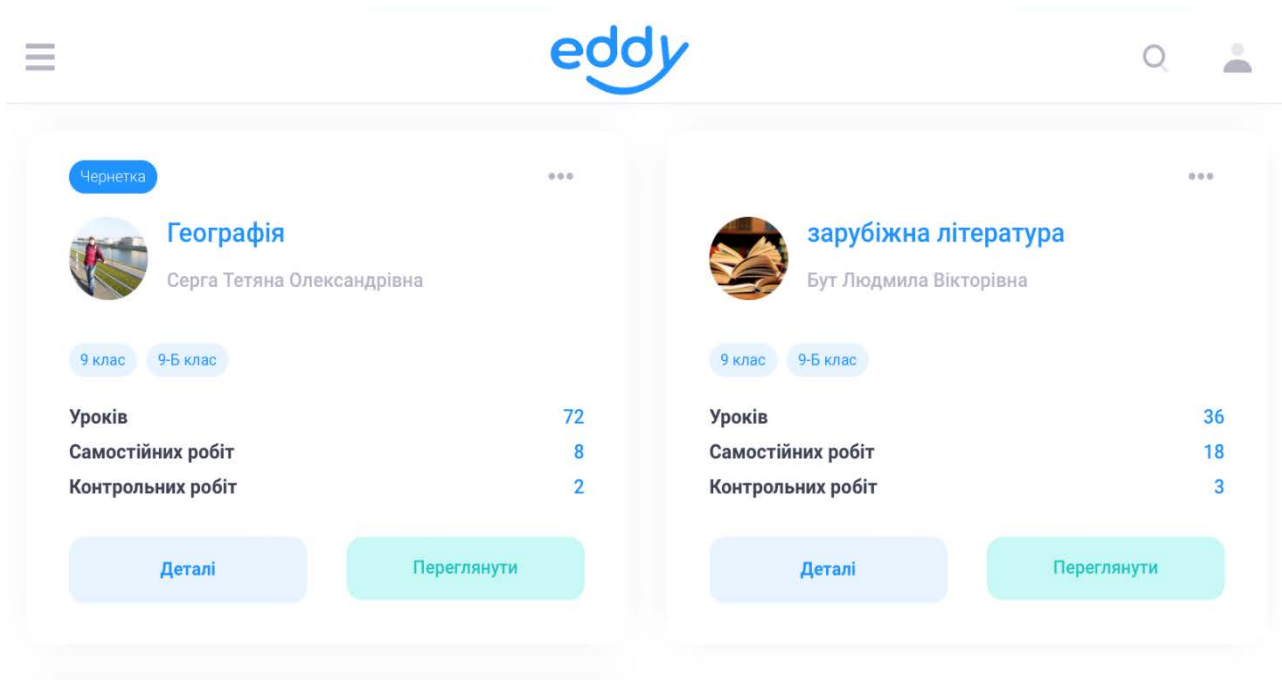 eddy
Чернетка
Географія
Серга Тетяна Олександрівна
9 клас 9-Б клас
Уроків 72
Самостійних робіт 8
Контрольних робіт 2
Деталі Переглянути
зарубіжна література
Бут Людмила Вікторівна
9 клас 9-Б клас
Уроків 36
Самостійних робіт 18
Контрольних робіт 3
Деталі Переглянути